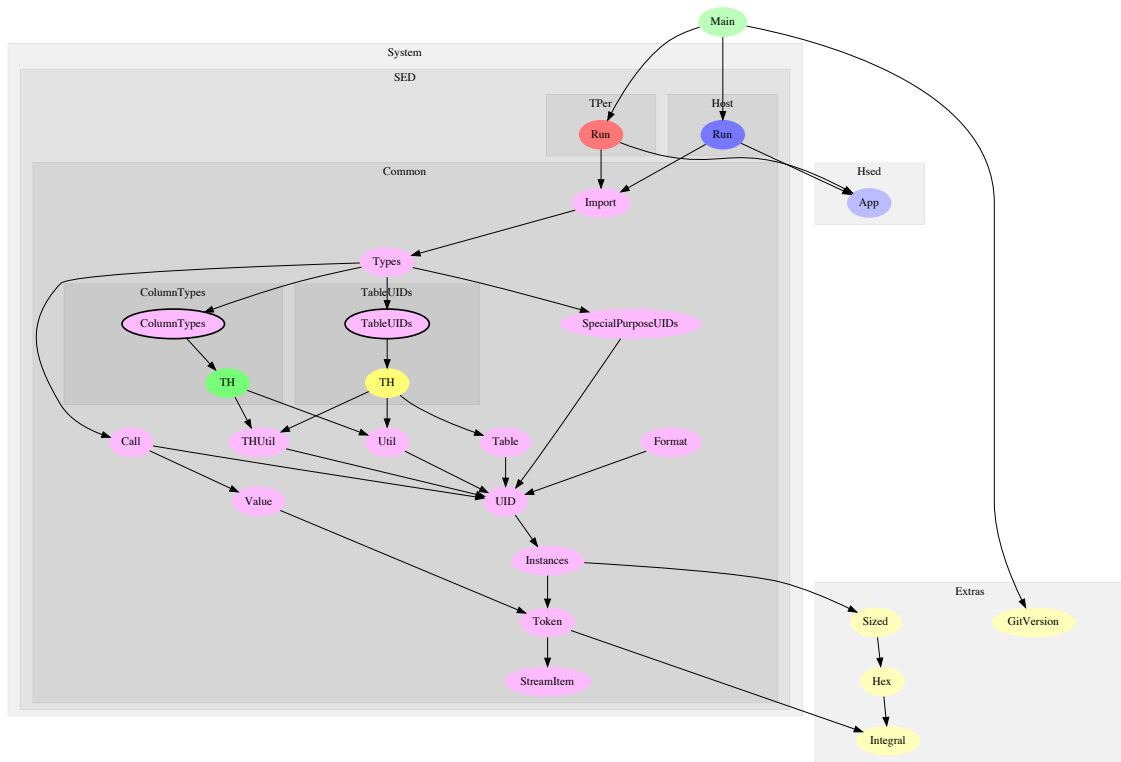 Main
System
SED
TPer
Host
Run
Run
Common
Hsed
Import
App
Types
ColumnTypes
TableUIDs
ColumnTypes
TableUIDs
SpecialPurposeUIDs
TH
TH
Call
THUtil
Util
Table
Format
Value
UID
Instances
Extras
Token
Sized
GitVersion
StreamItem
Hex
Integral